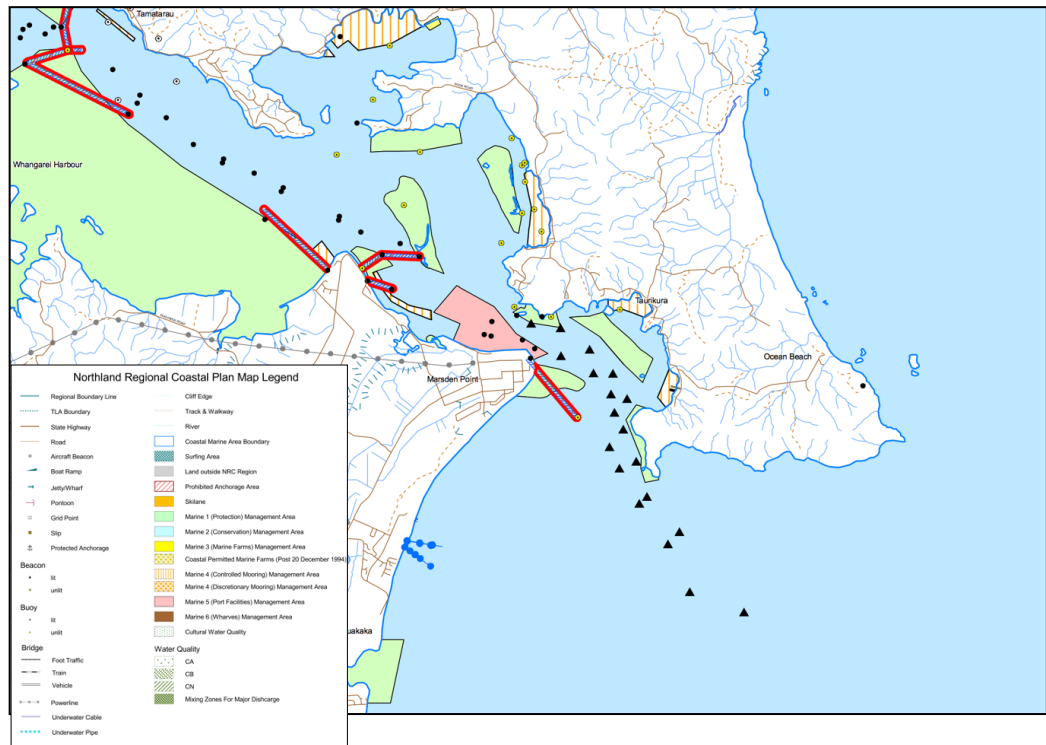 Tamatarau
Whangarei Harbour
Taurikura
Ocean Beach
Marsden Point
uakaka
Northland Regional Coastal Plan Map Legend
Regional Boundary Line
TLA Boundary
State Highway
Road
Aircraft Beacon
Boat Ramp
Jetty/Wharf
Pontoon
Grid Point
Slip
Protected Anchorage
Beacon
lit
unlit
Buoy
lit
unlit
Bridge
Foot Traffic
Train
Vehicle
Powerline
Underwater Cable
Underwater Pipe
Cliff Edge
Track & Walkway
River
Coastal Marine Area Boundary
Surfing Area
Land outside NRC Region
Prohibited Anchorage Area
Skilane
Marine 1 (Protection) Management Area
Marine 2 (Conservation) Management Area
Marine 3 (Marine Farms) Management Area
Coastal Permitted Marine Farms (Post 20 December 1994)
Marine 4 (Controlled Mooring) Management Area
Marine 4 (Discretionary Mooring) Management Area
Marine 5 (Port Facilities) Management Area
Marine 6 (Wharves) Management Area
Cultural Water Quality
Water Quality
CA
CB
CN
Mixing Zones For Major Dishcarge